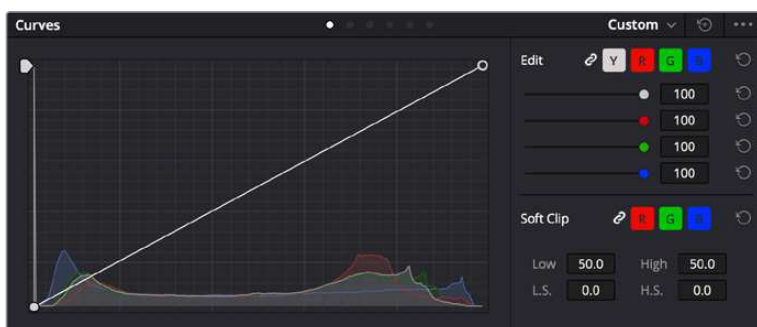 Curves
Custom
Edit Y R G B
100
100
100
100
Soft Clip R G B
Low 50.0 High 50.0
L.S. 0.0 H.S. 0.0